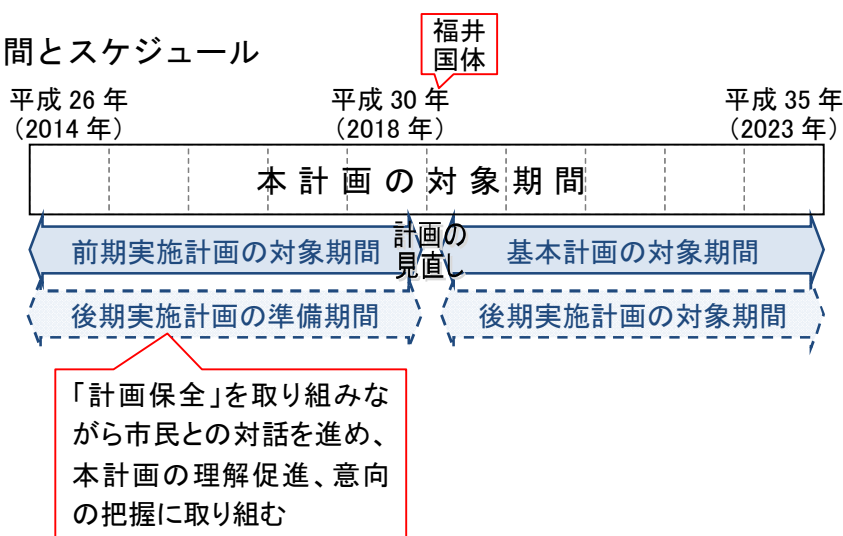 福井
国体
間とスケジュール
平成 26 年
（2014 年）
平成 30 年
（2018 年）
平成 35 年
（2023 年）
本計画の対象期間
前期実施計画の対象期間
計画の
見直し
基本計画の対象期間
後期実施計画の準備期間
後期実施計画の対象期間
「計画保全」を取り組みな
がら市民との対話を進め、
本計画の理解促進、意向
の把握に取り組む